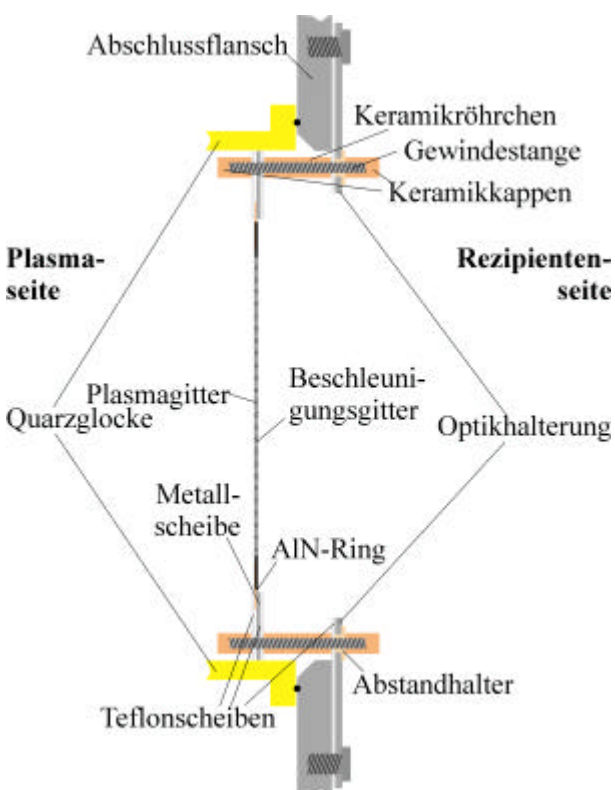 Abschlussflansch
Keramikröhrchen
Gewindestange
Keramikkappen
Plasma-
seite
Rezipienten-
seite
Plasmagitter
Beschleuni-
gungsgitter
Quarzglocke
Optikhalterung
Metall-
scheibe
AlN-Ring
Abstandhalter
Teflonscheiben